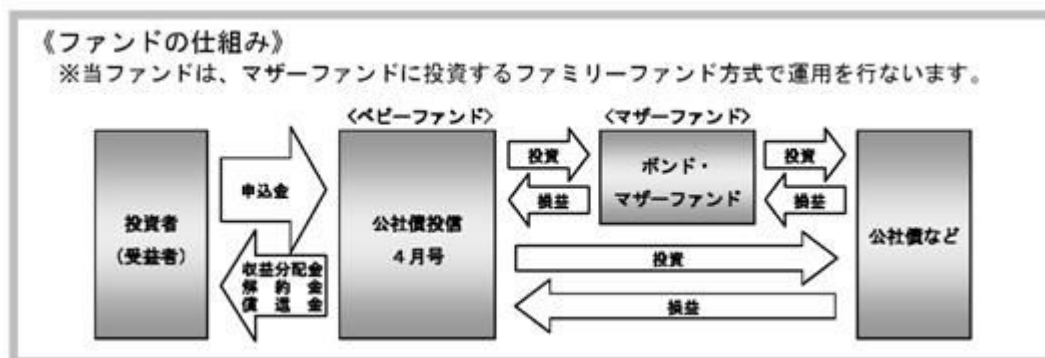 《ファンドの仕組み》
※当ファンドは、マザーファンドに投資するファミリーファンド方式で運用を行ないます。
〈ベビーファンド〉
〈マザーファンド〉
投資者
(受益者)
申込金
収益分配金
解約金
償還金
公社債投信
4月号
投資
損益
ボンド・
マザーファンド
投資
損益
投資
損益
公社債など